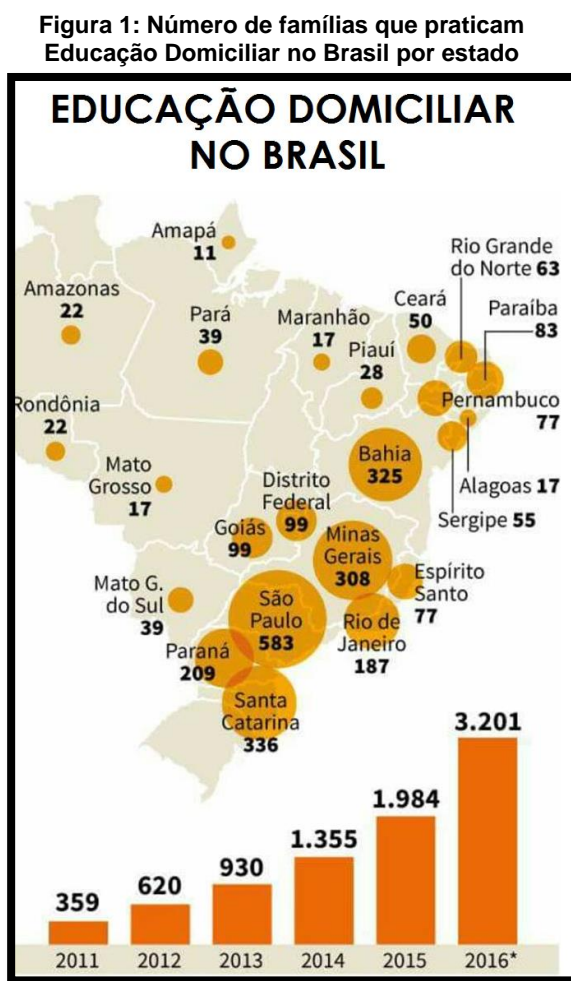 Figura 1: Número de famílias que praticam
Educação Domiciliar no Brasil por estado
EDUCAÇÃO DOMICILIAR
NO BRASIL
Amapá
11
Rio Grande
do Norte 63
Amazonas
22
Pará
39
Maranhão
17
Ceará
50
Paraíba
83
Piauí
28
Rondônia
22
Pernambuco
77
Mato
Grosso
17
Bahia
325
Distrito
Federal
99
Alagoas 17
Sergipe 55
Goiás
99
Minas
Gerais
308
Espírito
Santo
77
Mato G.
do Sul
39
São
Paulo
583
Rio de
Janeiro
187
Paraná
209
Santa
Catarina
336
3.201
1.984
1.355
930
620
359
2011 2012 2013 2014 2015 2016*